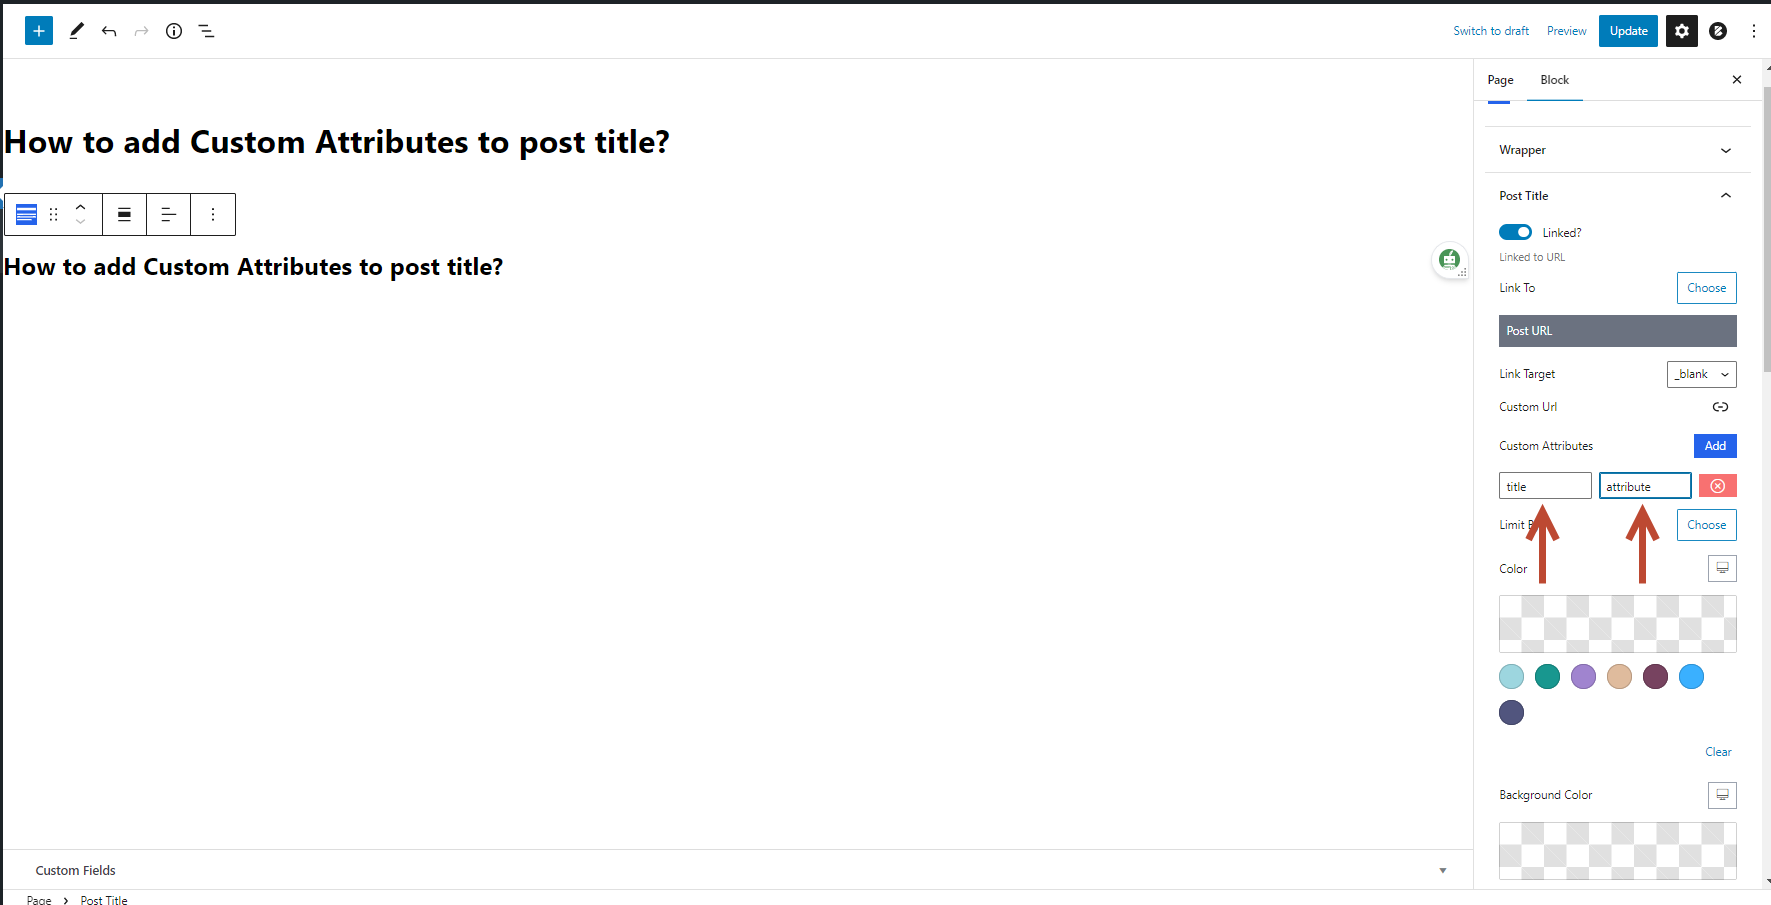 Switch to draft Preview Update
Page Block
How to add Custom Attributes to post title?
How to add Custom Attributes to post title?
Wrapper
Post Title
Linked?
Linked to URL
Link To Choose
Post URL
Link Target _blank
Custom Url
Custom Attributes Add
title attribute
Limit Choose
Color
Clear
Background Color
Custom Fields
Page Post Title